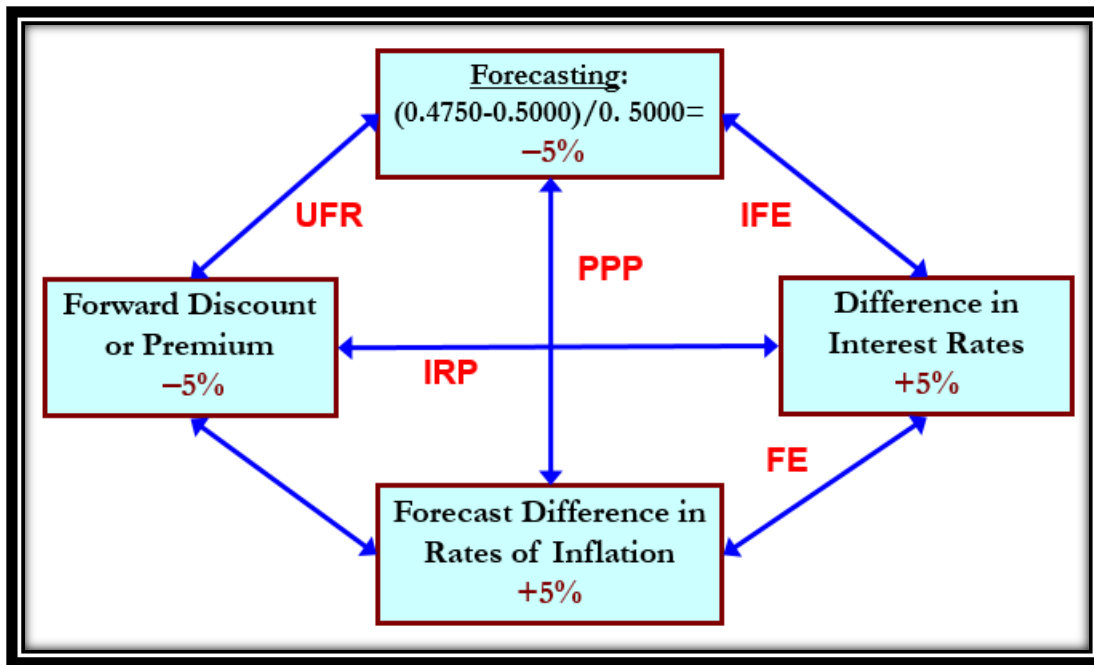 Forecasting:
(0.4750-0.5000)/0. 5000=
–5%
UFR
IFE
PPP
Forward Discount
or Premium
–5%
Difference in
Interest Rates
+5%
IRP
FE
Forecast Difference in
Rates of Inflation
+5%